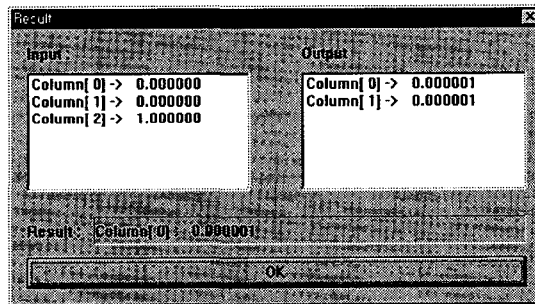 Result
Input :
Column[ 0] -> 0.000000
Column[ 1] -> 0.000000
Column[ 2] -> 1.000000
Output
Column[ 0] -> 0.000001
Column[ 1] -> 0.000001
Result : Column[ 0] : 0.000001
OK